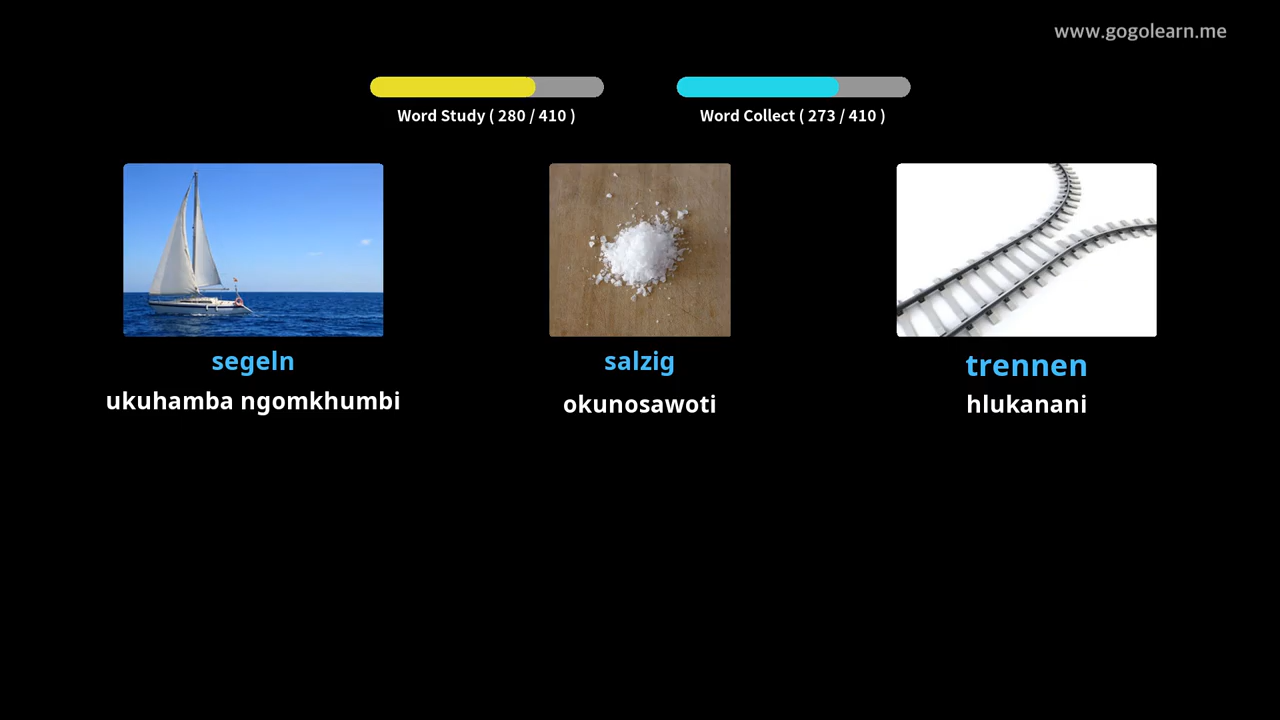 www.gogolearn.me
Word Study ( 280 / 410 )
Word Collect ( 273 / 410 )
segeln
ukuhamba ngomkhumbi
salzig
okunosawoti
trennen
hlukanani